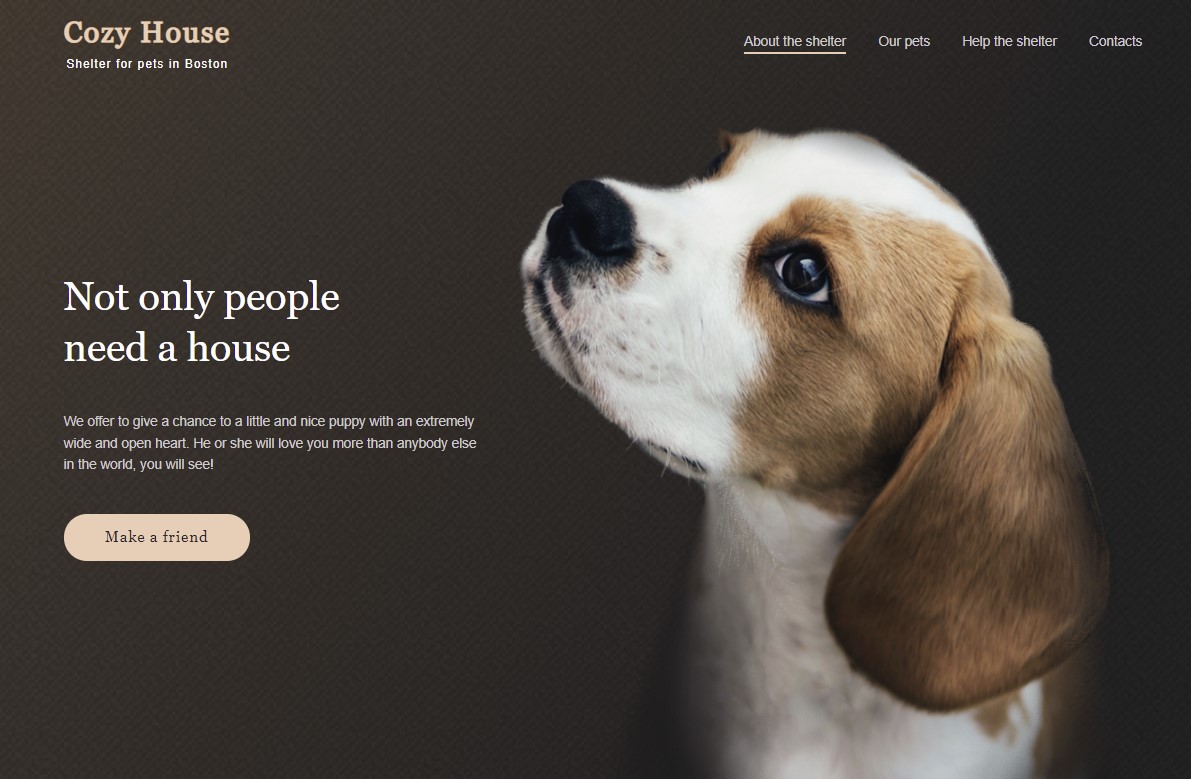 Cozy House
Shelter for pets in Boston
About the shelter Our pets Help the shelter Contacts
Not only people
need a house
We offer to give a chance to a little and nice puppy with an extremely
wide and open heart. He or she will love you more than anybody else
in the world, you will see!
Make a friend